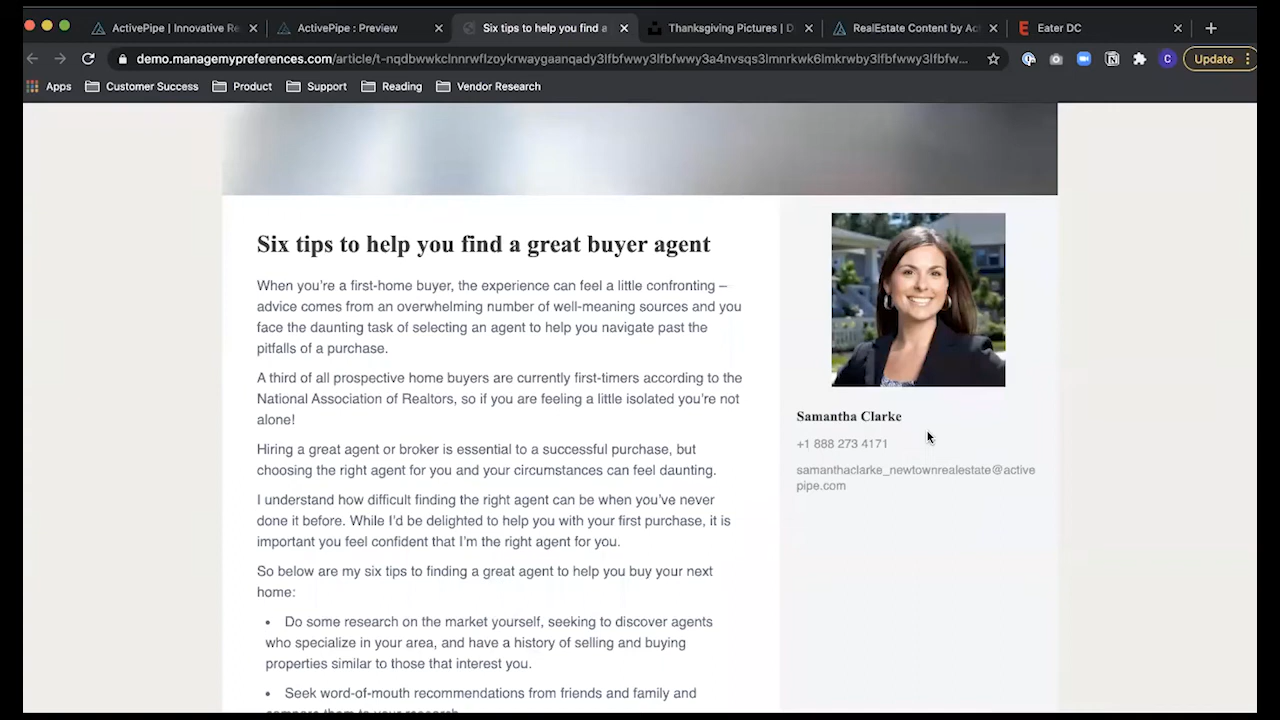 ActivePipe | Innovative Re
ActivePipe : Preview
Six tips to help you find a
Thanksgiving Pictures | D
RealEstate Content by Ac
Eater DC
demo.managemypreferences.com/article/
Update
Apps
Customer Success
Product
Support
Reading
Vendor Research
Six tips to help you find a great buyer agent
When you're a first-home buyer, the experience can feel a little confronting –
advice comes from an overwhelming number of well-meaning sources and you
face the daunting task of selecting an agent to help you navigate past the
pitfalls of a purchase.
A third of all prospective home buyers are currently first-timers according to the
National Association of Realtors, so if you are feeling a little isolated you're not
alone!
Hiring a great agent or broker is essential to a successful purchase, but
choosing the right agent for you and your circumstances can feel daunting.
I understand how difficult finding the right agent can be when you've never
done it before. While I'd be delighted to help you with your first purchase, it is
important you feel confident that I'm the right agent for you.
So below are my six tips to finding a great agent to help you buy your next
home:
• Do some research on the market yourself, seeking to discover agents
who specialize in your area, and have a history of selling and buying
properties similar to those that interest you.
• Seek word-of-mouth recommendations from friends and family and
Samantha Clarke
+1 888 273 4171
samanthaclarke_newtownrealestate@active
pipe.com